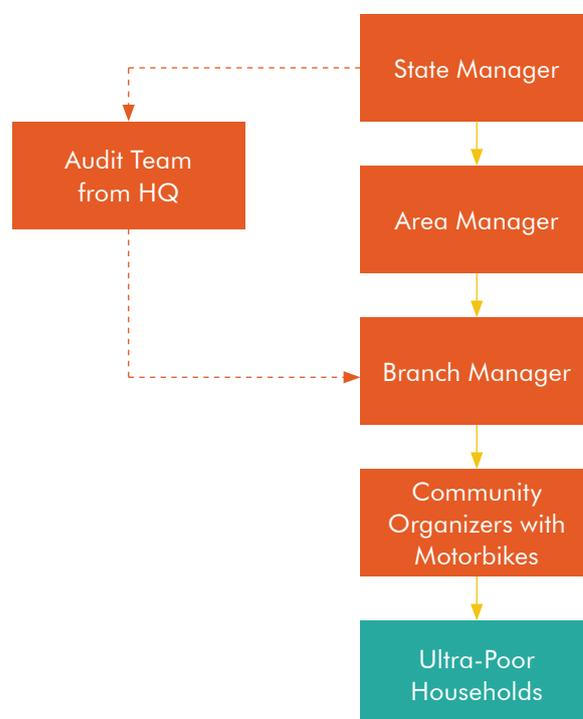 State Manager
Audit Team
from HQ
Area Manager
Branch Manager
Community
Organizers with
Motorbikes
Ultra-Poor
Households